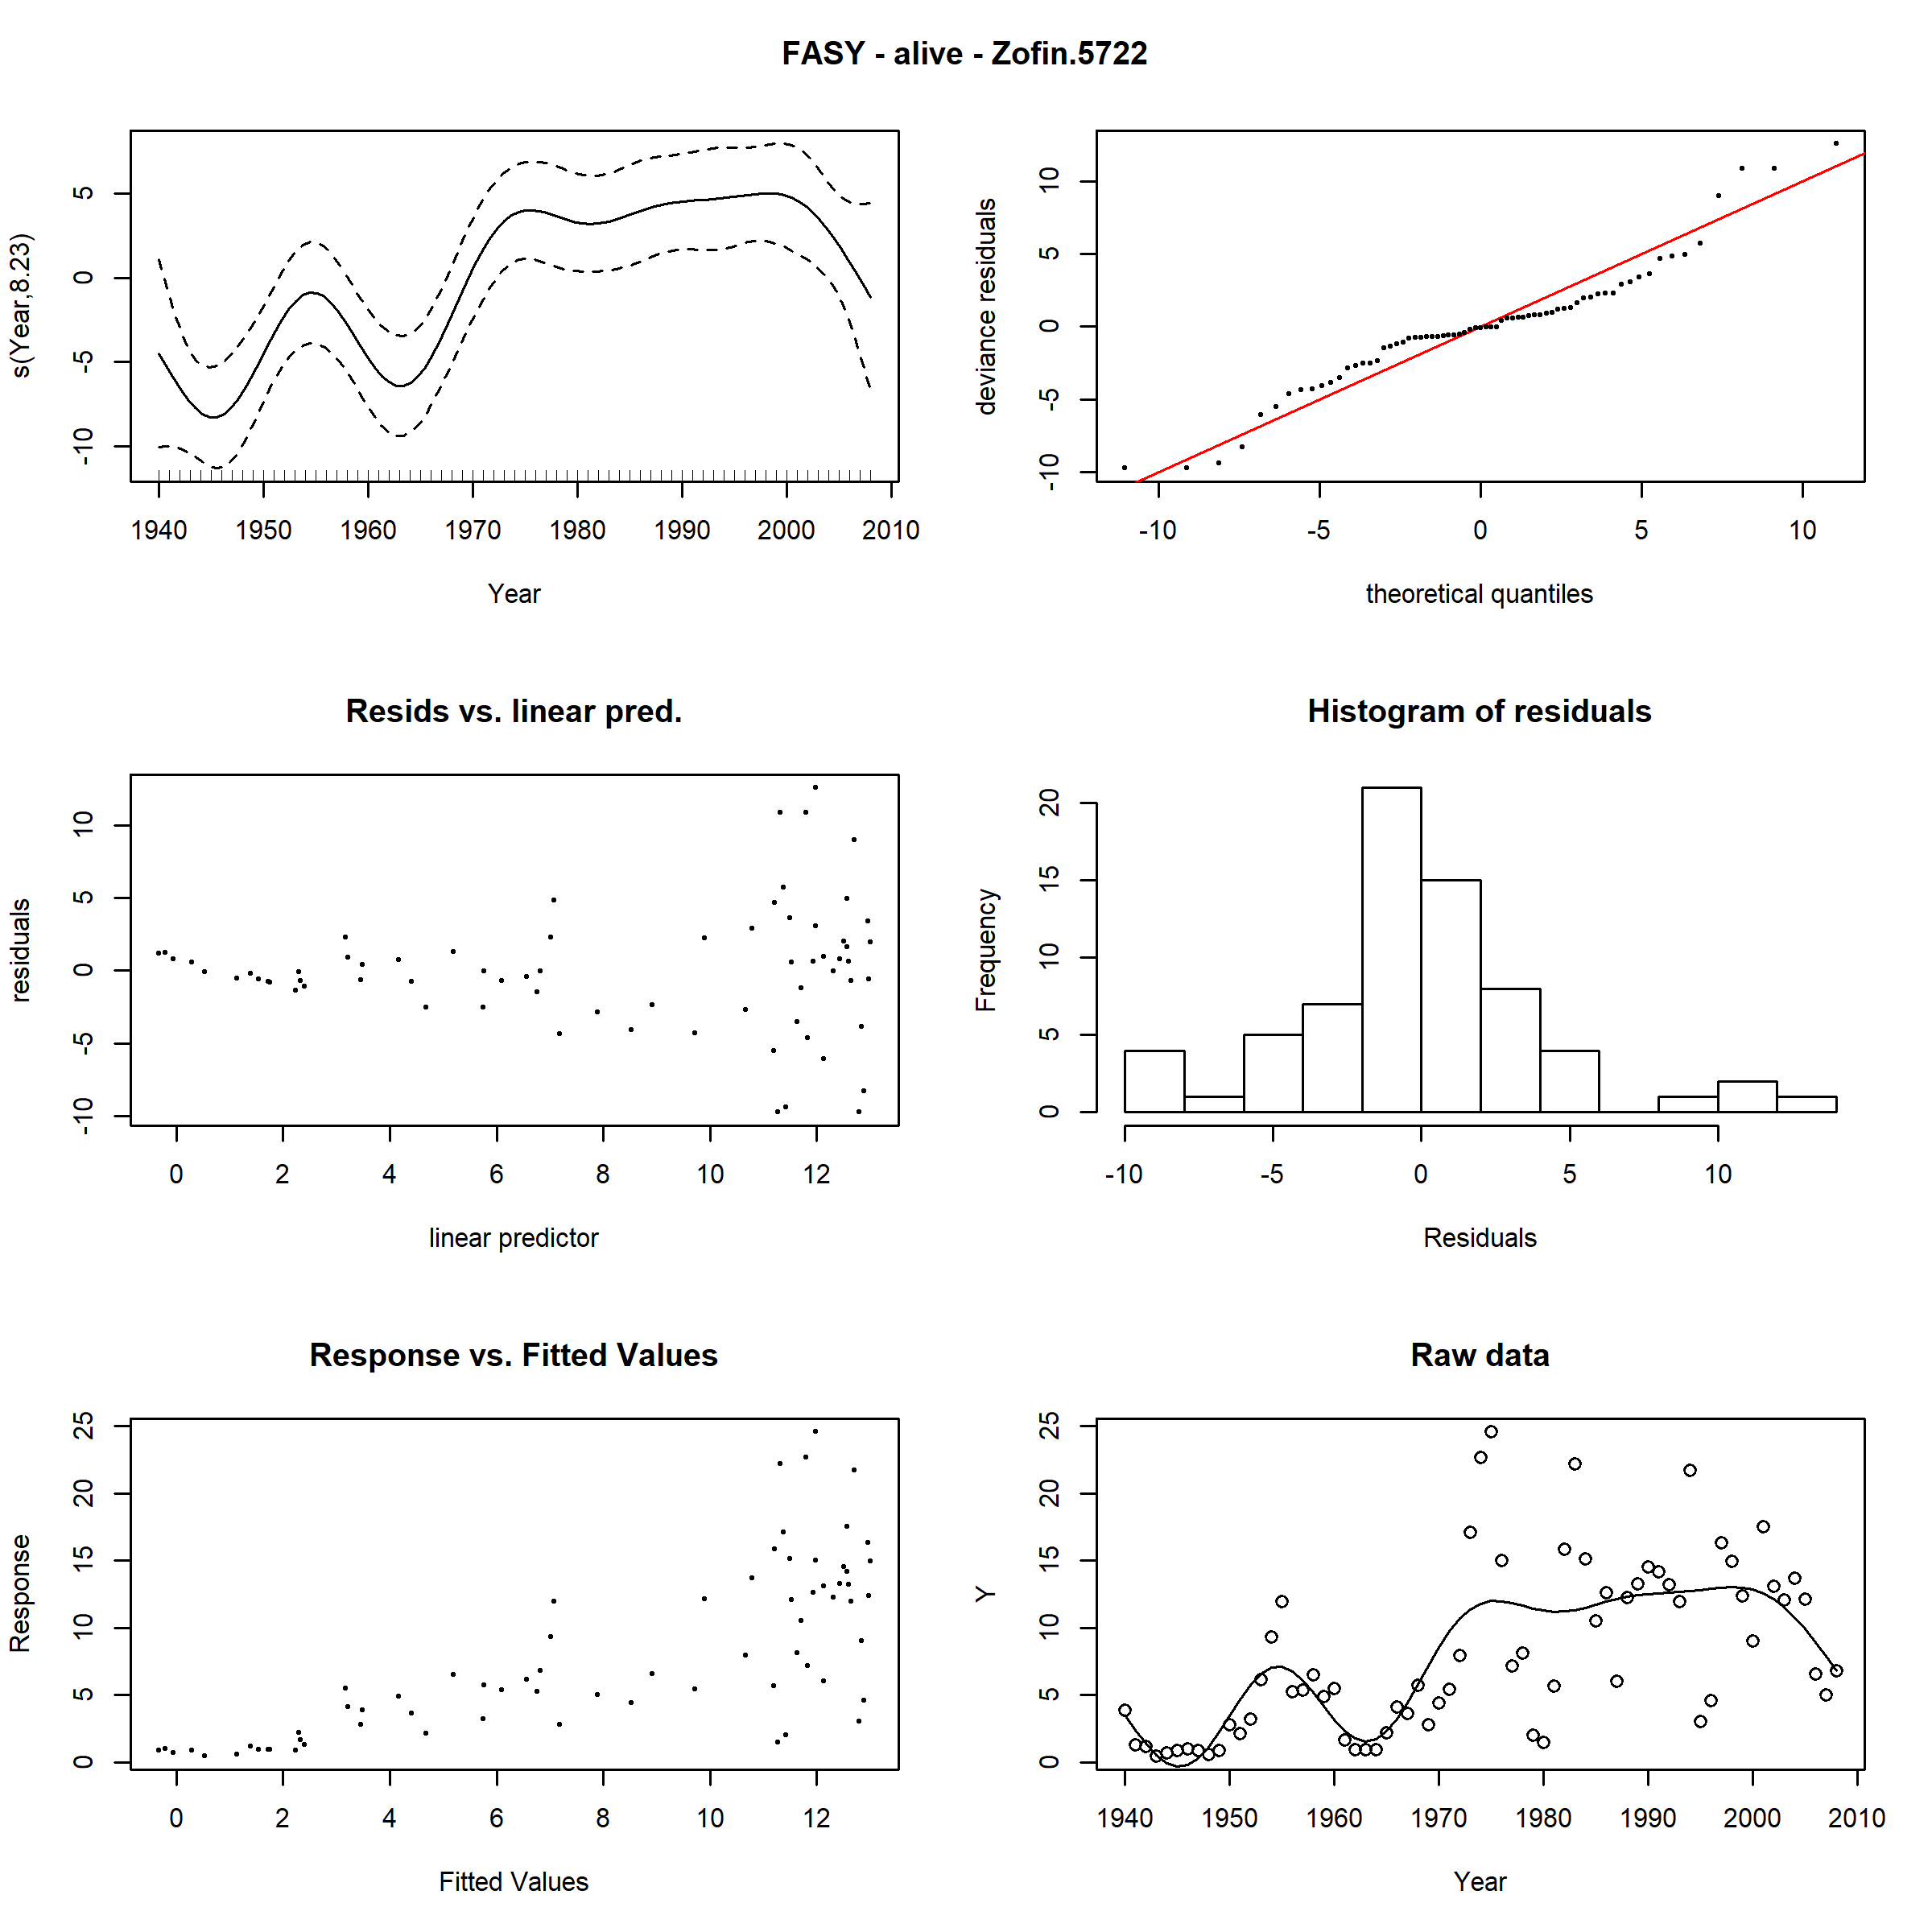 FASY - alive - Zofin.5722
s(Year,8.23)
-10 -5 0 5
1940 1950 1960 1970 1980 1990 2000 2010
Year
deviance residuals
-10 -5 0 5 10
-10 -5 0 5 10
theoretical quantiles
Resids vs. linear pred.
residuals
-10 -5 0 5 10
0 2 4 6 8 10 12
linear predictor
Histogram of residuals
Frequency
0 5 10 15 20
-10 -5 0 5 10
Residuals
Response vs. Fitted Values
Response
0 5 10 15 20 25
0 2 4 6 8 10 12
Fitted Values
Raw data
Y
0 5 10 15 20 25
1940 1950 1960 1970 1980 1990 2000 2010
Year